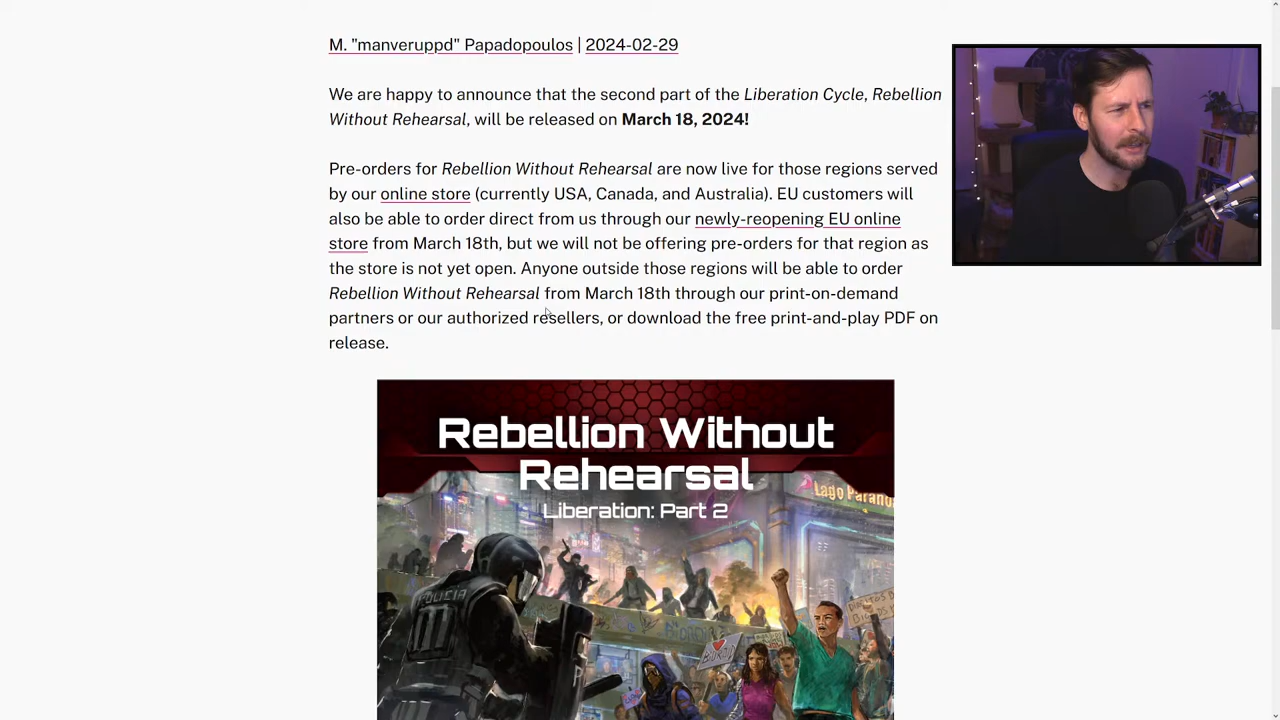 M. "manveruppd" Papadopoulos | 2024-02-29
We are happy to announce that the second part of the Liberation Cycle, Rebellion
Without Rehearsal, will be released on March 18, 2024!
Pre-orders for Rebellion Without Rehearsal are now live for those regions served
by our online store (currently USA, Canada, and Australia). EU customers will
also be able to order direct from us through our newly-reopening EU online
store from March 18th, but we will not be offering pre-orders for that region as
the store is not yet open. Anyone outside those regions will be able to order
Rebellion Without Rehearsal from March 18th through our print-on-demand
partners or our authorized resellers, or download the free print-and-play PDF on
release.
Rebellion Without
Rehearsal
Liberation: Part 2
Lago Paran
POLICIA